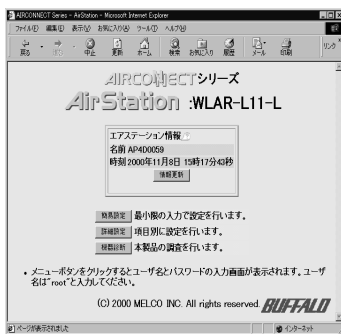 AIRCONNECT Series - AirStation - Microsoft Internet Explorer
ファイル(F) 編集(E) 表示(V) お気に入り(A) ツール(T) ヘルプ(H)
戻る 進む 中止 更新 ホーム 検索 お気に入り 履歴 メール 印刷 リンク
AIRCONNECTシリーズ
AirStation :WLAR-L11-L
エアステーション情報
名前 AP4D0059
時刻 2000年11月8日 15時17分43秒
情報更新
簡易設定 最小限の入力で設定を行います。
詳細設定 項目別に設定を行います。
機器診断 本製品の調査を行います。
• メニューボタンをクリックするとユーザ名とパスワードの入力画面が表示されます。ユーザ
名は"root"と入力してください。
(C) 2000 MELCO INC. All rights reserved. BUFFALO
ページが表示されました インターネット